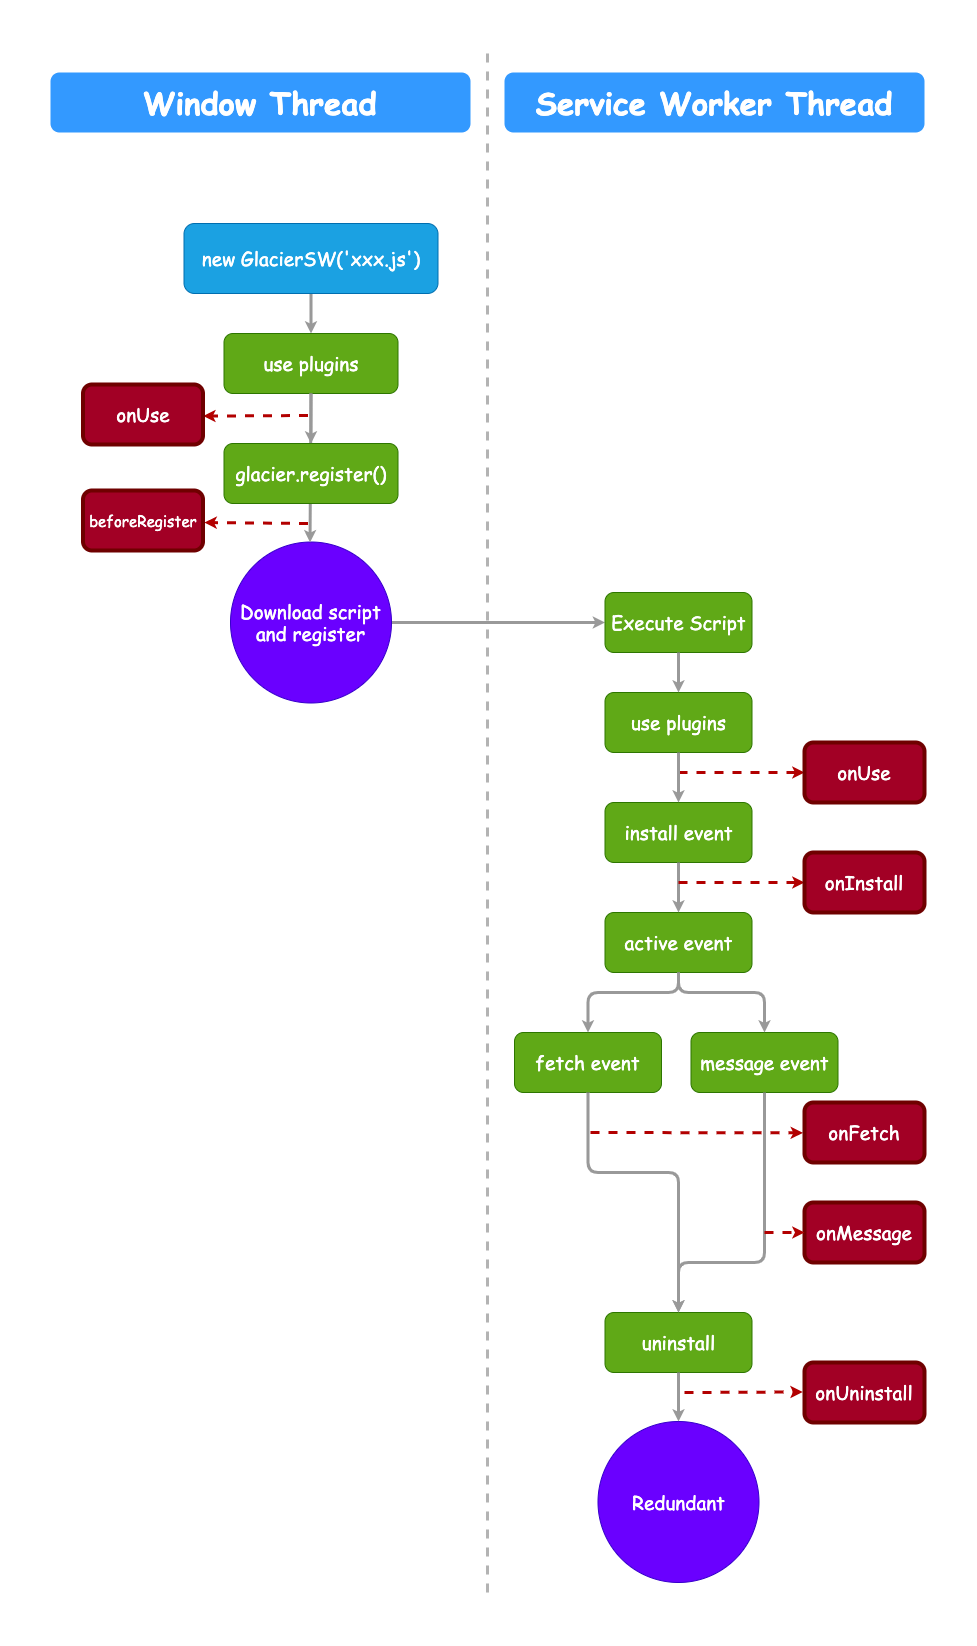 Window Thread
Service Worker Thread
new GlacierSW('xxx.js')
use plugins
onUse
glacier.register()
beforeRegister
Download script
and register
Execute Script
use plugins
onUse
install event
onInstall
active event
fetch event
message event
onFetch
onMessage
uninstall
onUninstall
Redundant